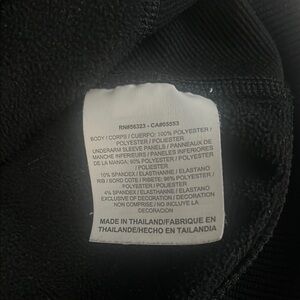 RN#56323 - CA#05553
BODY / CORPS / CUERPO: 100% POLYESTER /
POLYESTER / POLIESTER
UNDERARM SLEEVE PANELS / PANNEAUX DE
MANCHE INFERIEURS / PANELES INFERIORES
DE LA MANGA: 90% POLYESTER / POLYESTER
/ POLIESTER
10% SPANDEX / ELASTHANNE / ELASTANO
RIB / BORD COTE / RIBETE: 96% POLYESTER /
POLYESTER / POLIESTER
4% SPANDEX / ELASTHANNE / ELASTANO
EXCLUSIVE OF DECORATION / DECORATION
NON COMPRISE / NO INCLUYE LA
DECORACION
MADE IN THAILAND/FABRIQUE EN
THAILANDE/HECHO EN TAILANDIA